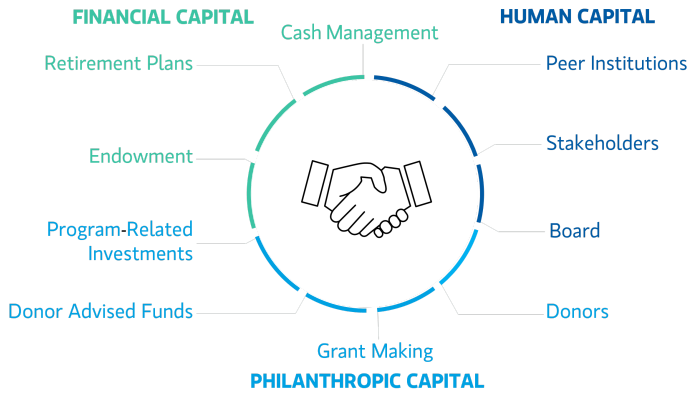 FINANCIAL CAPITAL
HUMAN CAPITAL
Cash Management
Retirement Plans
Peer Institutions
Endowment
Stakeholders
Program-Related
Investments
Board
Donor Advised Funds
Donors
Grant Making
PHILANTHROPIC CAPITAL